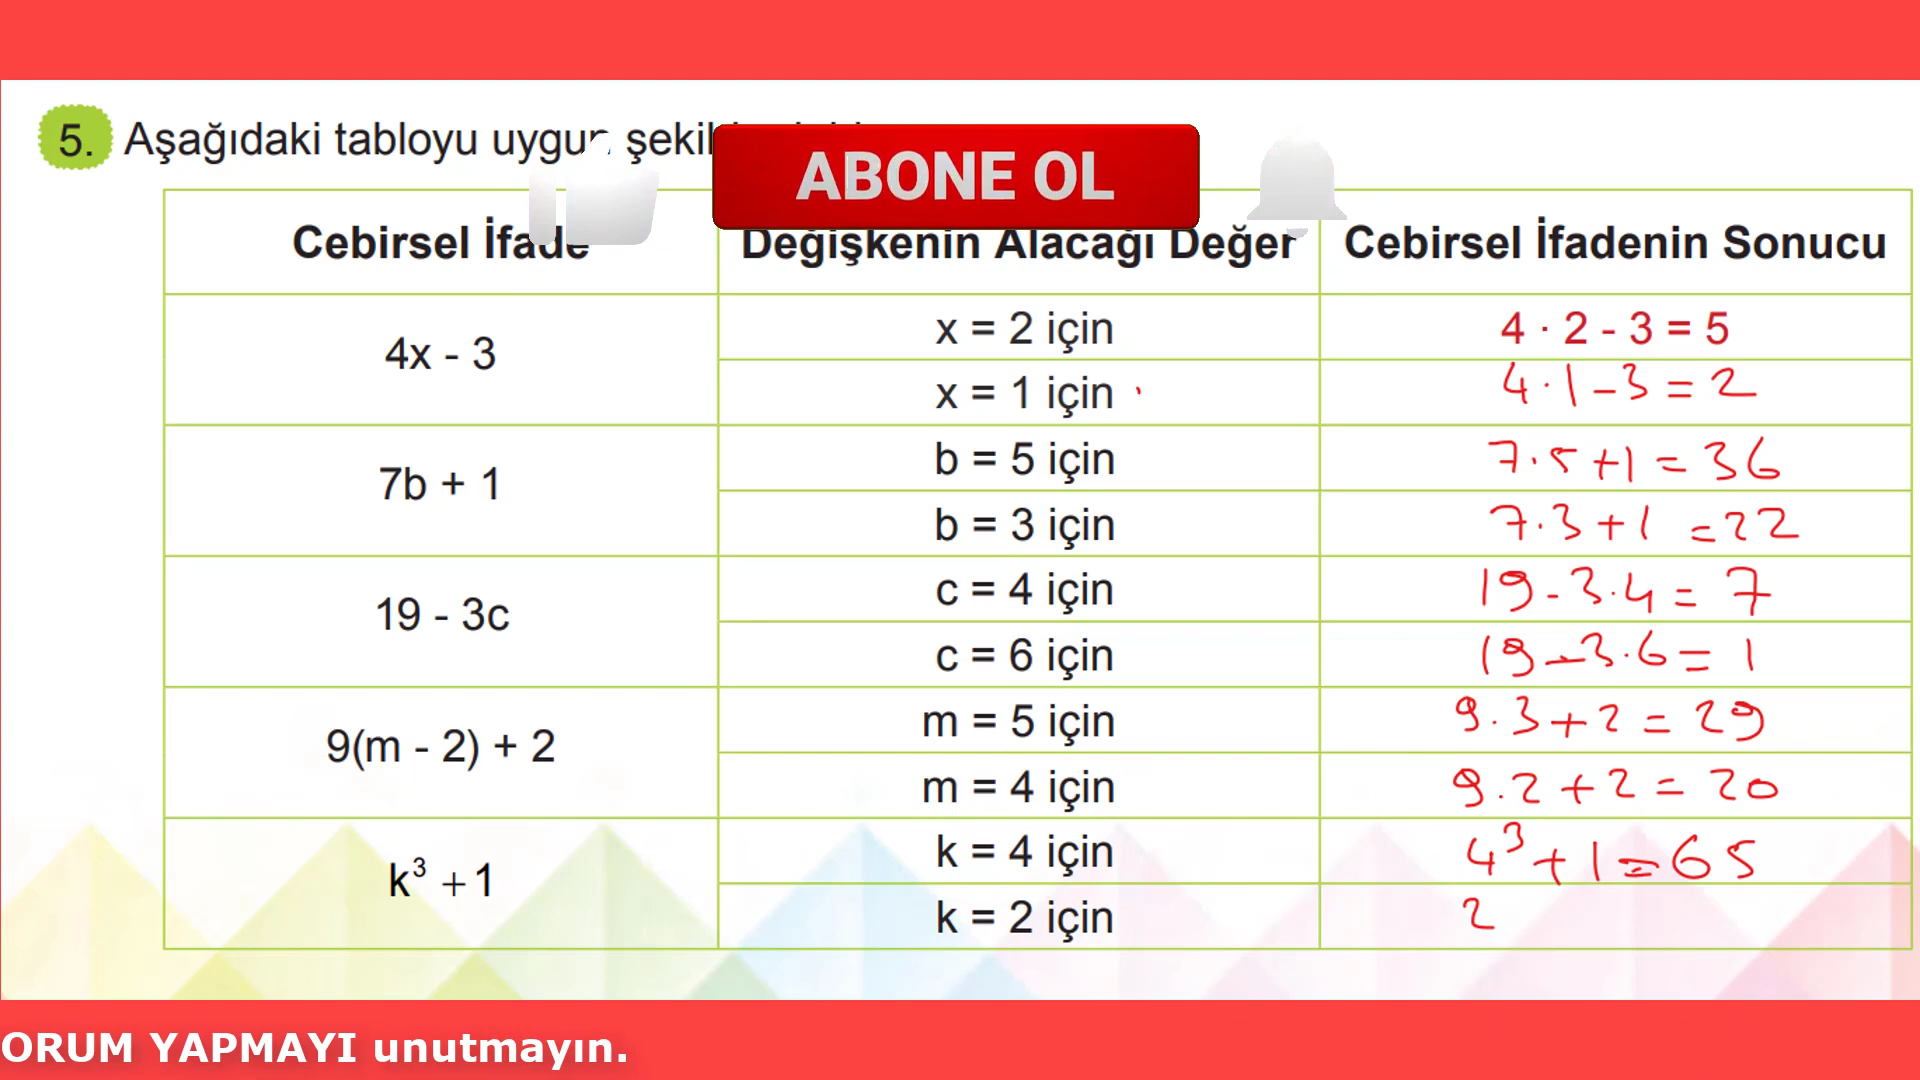 5. Aşağıdaki tabloyu uygun
ABONE OL
Cebirsel İfade Değişkenin Alacağı Değer Cebirsel İfadenin Sonucu
4x - 3
x = 2 için 4 · 2 - 3 = 5
x = 1 için 4 · 1 - 3 = 2
7b + 1
b = 5 için 7 · 5 + 1 = 36
b = 3 için 7 · 3 + 1 = 22
19 - 3c
c = 4 için 19 - 3 · 4 = 7
c = 6 için 19 - 3 · 6 = 1
9(m - 2) + 2
m = 5 için 9 · 3 + 2 = 29
m = 4 için 9 · 2 + 2 = 20
k³ + 1
k = 4 için 4³ + 1 = 65
k = 2 için 2
ORUM YAPMAYI unutmayın.